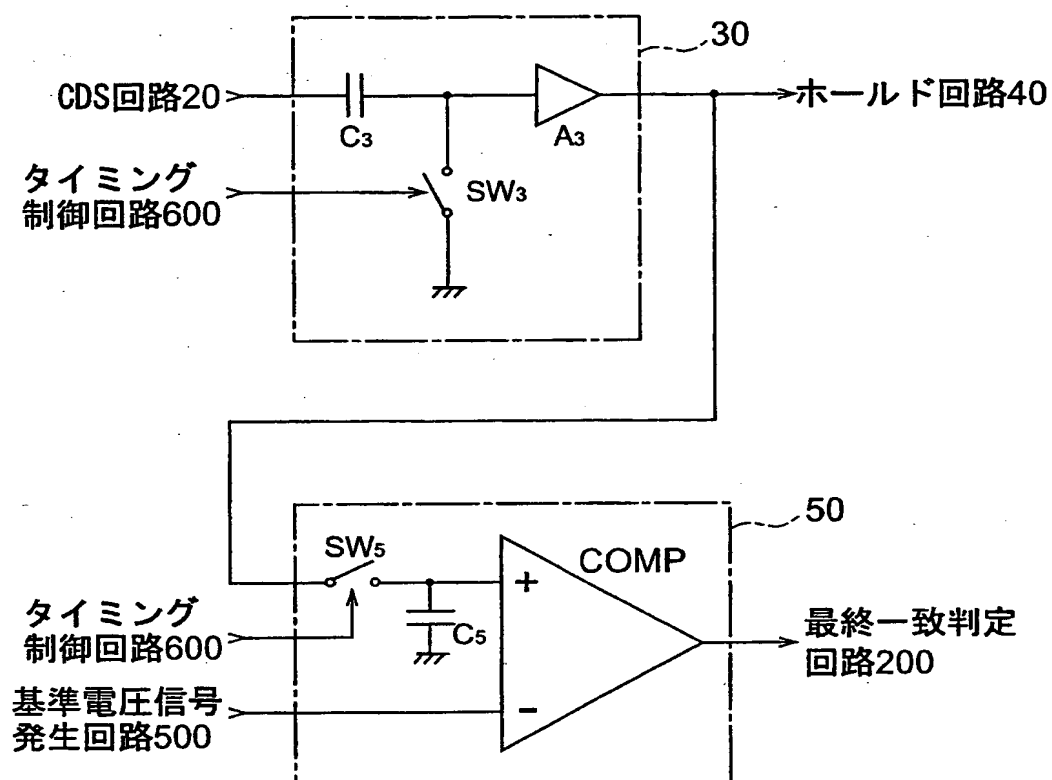 30
CDS回路20
ホールド回路40
C3
A3
タイミング
制御回路600
SW3
50
SW5
COMP
+
C5
タイミング
制御回路600
最終一致判定
回路200
基準電圧信号
発生回路500
-